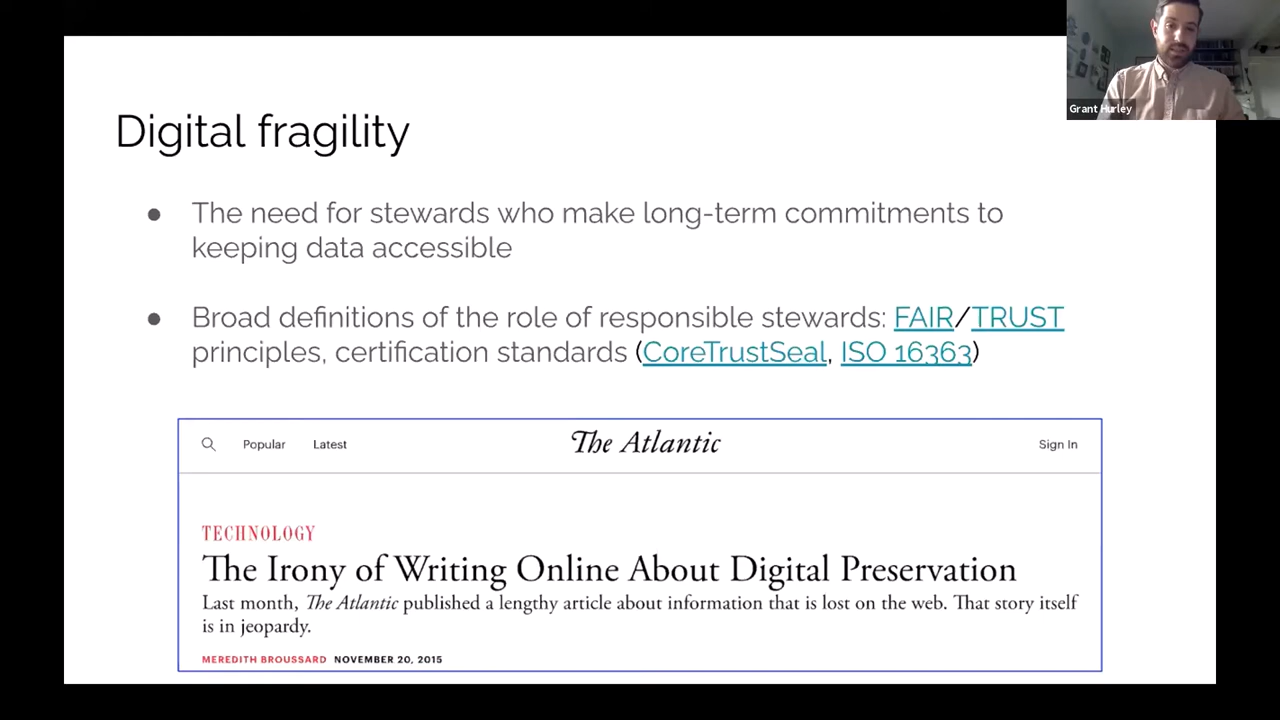 Grant Hurley
Digital fragility
● The need for stewards who make long-term commitments to
keeping data accessible
● Broad definitions of the role of responsible stewards: FAIR/TRUST
principles, certification standards (CoreTrustSeal, ISO 16363)
Popular Latest The Atlantic Sign In
TECHNOLOGY
The Irony of Writing Online About Digital Preservation
Last month, The Atlantic published a lengthy article about information that is lost on the web. That story itself
is in jeopardy.
MEREDITH BROUSSARD NOVEMBER 20, 2015